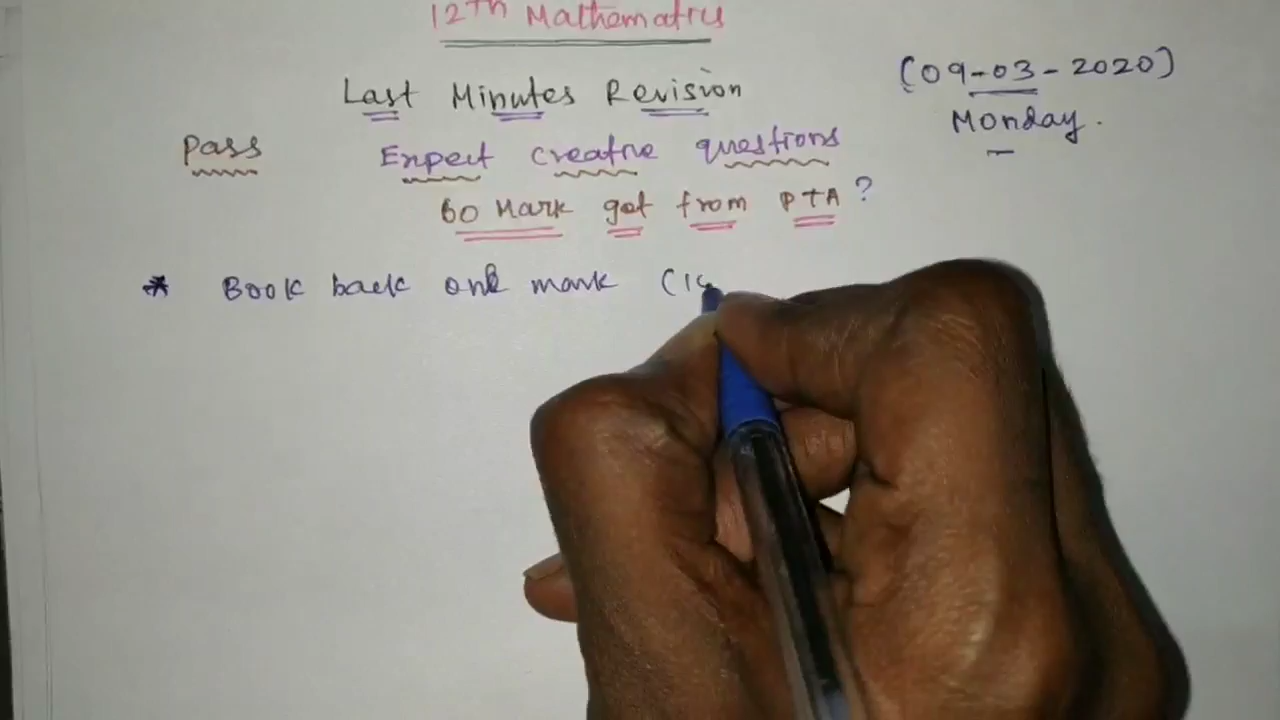 12TH Mathematics
(09-03-2020)
Last Minutes Revision
Monday.
Pass
Expect creative questions
60 Mark get from PTA?
* Book back one mark (1